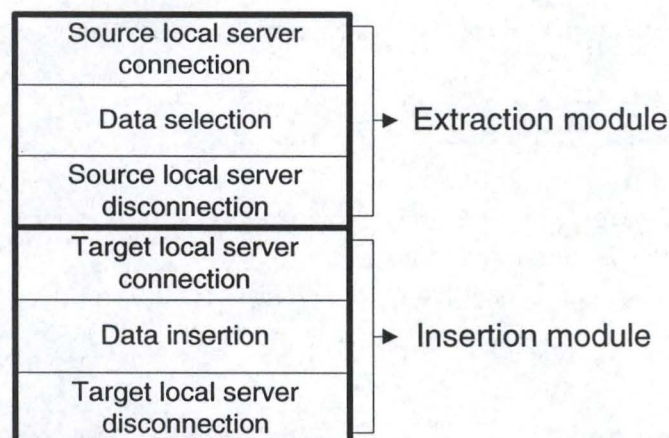 Source local server
connection
Data selection
Extraction module
Source local server
disconnection
Target local server
connection
Data insertion
Insertion module
Target local server
disconnection